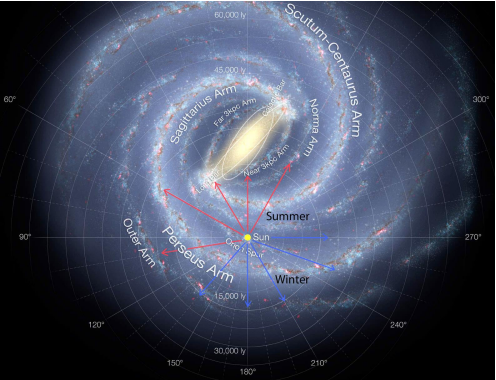 60,000 ly
Scutum-Centaurus Arm
45,000 ly
60°
300°
Sagittarius Arm
Far 3kpc Arm
Norma Arm
Near 3kpc Arm
Summer
90°
Sun
270°
Outer Arm
Perseus Arm
Orion Spur
Winter
15,000 ly
120°
240°
30,000 ly
150°
180°
210°